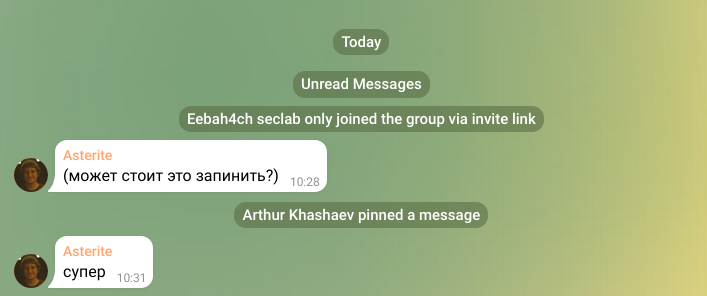 Today
Unread Messages
Eebah4ch seclab only joined the group via invite link
Asterite
(может стоит это запинить?) 10:28
Arthur Khashaev pinned a message
Asterite
супер 10:31